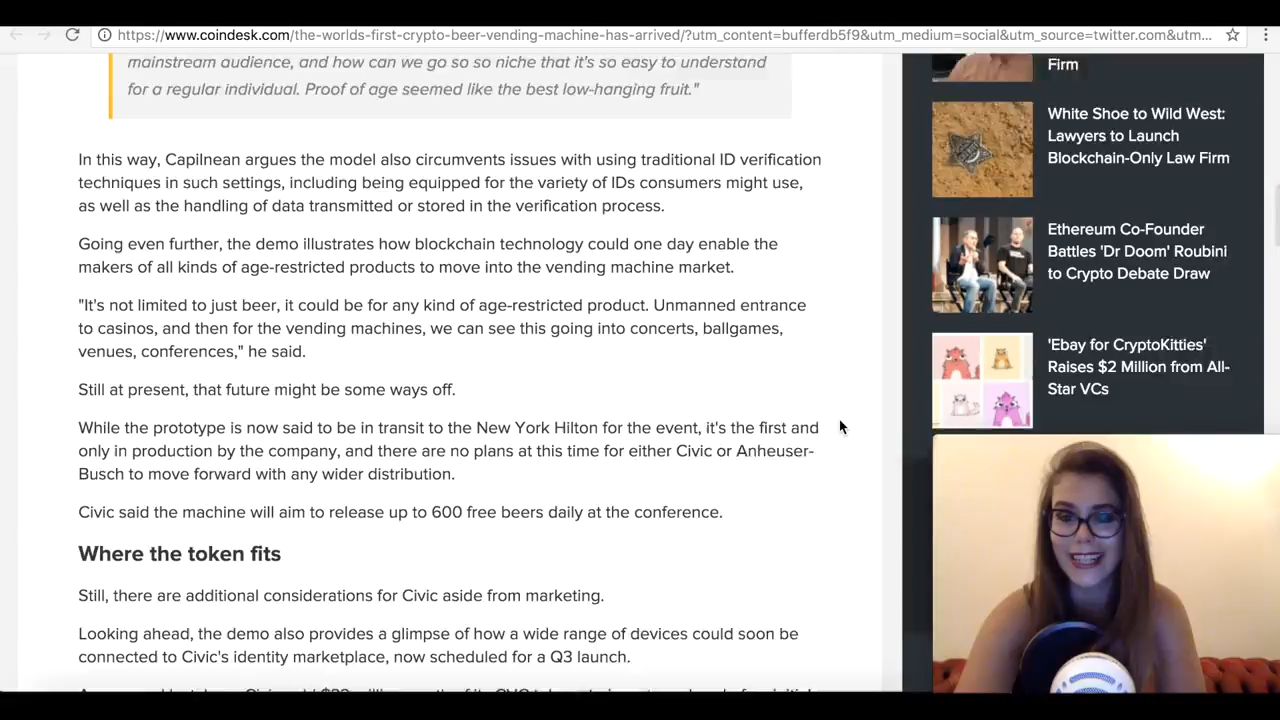 https://www.coindesk.com/the-worlds-first-crypto-beer-vending-machine-has-arrived/?utm_content=bufferdb5f9&utm_medium=social&utm_source=twitter.com&utm...
mainstream audience, and how can we go so so niche that it's so easy to understand
for a regular individual. Proof of age seemed like the best low-hanging fruit."
In this way, Capilnean argues the model also circumvents issues with using traditional ID verification
techniques in such settings, including being equipped for the variety of IDs consumers might use,
as well as the handling of data transmitted or stored in the verification process.
Going even further, the demo illustrates how blockchain technology could one day enable the
makers of all kinds of age-restricted products to move into the vending machine market.
"It's not limited to just beer, it could be for any kind of age-restricted product. Unmanned entrance
to casinos, and then for the vending machines, we can see this going into concerts, ballgames,
venues, conferences," he said.
Still at present, that future might be some ways off.
While the prototype is now said to be in transit to the New York Hilton for the event, it's the first and
only in production by the company, and there are no plans at this time for either Civic or Anheuser-
Busch to move forward with any wider distribution.
Civic said the machine will aim to release up to 600 free beers daily at the conference.
Where the token fits
Still, there are additional considerations for Civic aside from marketing.
Looking ahead, the demo also provides a glimpse of how a wide range of devices could soon be
connected to Civic's identity marketplace, now scheduled for a Q3 launch.
Firm
White Shoe to Wild West:
Lawyers to Launch
Blockchain-Only Law Firm
Ethereum Co-Founder
Battles 'Dr Doom' Roubini
to Crypto Debate Draw
'Ebay for CryptoKitties'
Raises $2 Million from All-
Star VCs